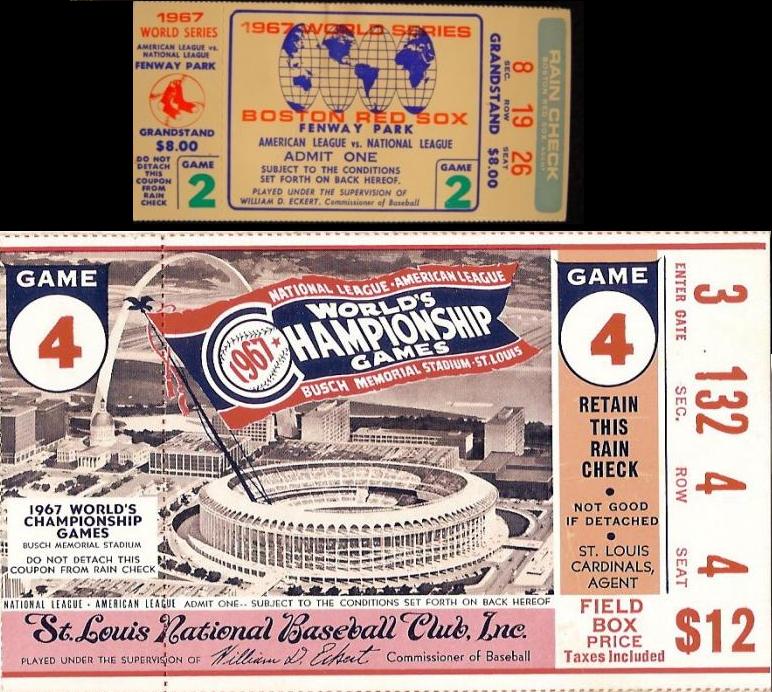 1967
WORLD SERIES
AMERICAN LEAGUE vs.
NATIONAL LEAGUE
FENWAY PARK
GRANDSTAND
$8.00
DO NOT
DETACH
THIS
COUPON
FROM
RAIN
CHECK
GAME
2
1967 WORLD SERIES
BOSTON RED SOX
FENWAY PARK
AMERICAN LEAGUE vs. NATIONAL LEAGUE
ADMIT ONE
SUBJECT TO THE CONDITIONS
SET FORTH ON BACK HEREOF.
PLAYED UNDER THE SUPERVISION OF
WILLIAM D. ECKERT, Commissioner of Baseball
GAME
2
GRANDSTAND $8.00
SEC. ROW SEAT
8 19 26
RAIN CHECK
BOSTON RED SOX AGENT
GAME
4
NATIONAL LEAGUE · AMERICAN LEAGUE
WORLD'S
CHAMPIONSHIP
GAMES
1967
BUSCH MEMORIAL STADIUM · ST. LOUIS
1967 WORLD'S
CHAMPIONSHIP
GAMES
BUSCH MEMORIAL STADIUM
DO NOT DETACH THIS
COUPON FROM RAIN CHECK
NATIONAL LEAGUE • AMERICAN LEAGUE ADMIT ONE-- SUBJECT TO THE CONDITIONS SET FORTH ON BACK HEREOF
St. Louis National Baseball Club, Inc.
PLAYED UNDER THE SUPERVISION OF William D. Eckert Commissioner of Baseball
GAME
4
RETAIN
THIS
RAIN
CHECK
•
NOT GOOD
IF DETACHED
•
ST. LOUIS
CARDINALS,
AGENT
FIELD
BOX
PRICE
Taxes Included
$12
ENTER GATE SEC. ROW SEAT
3 132 4 4